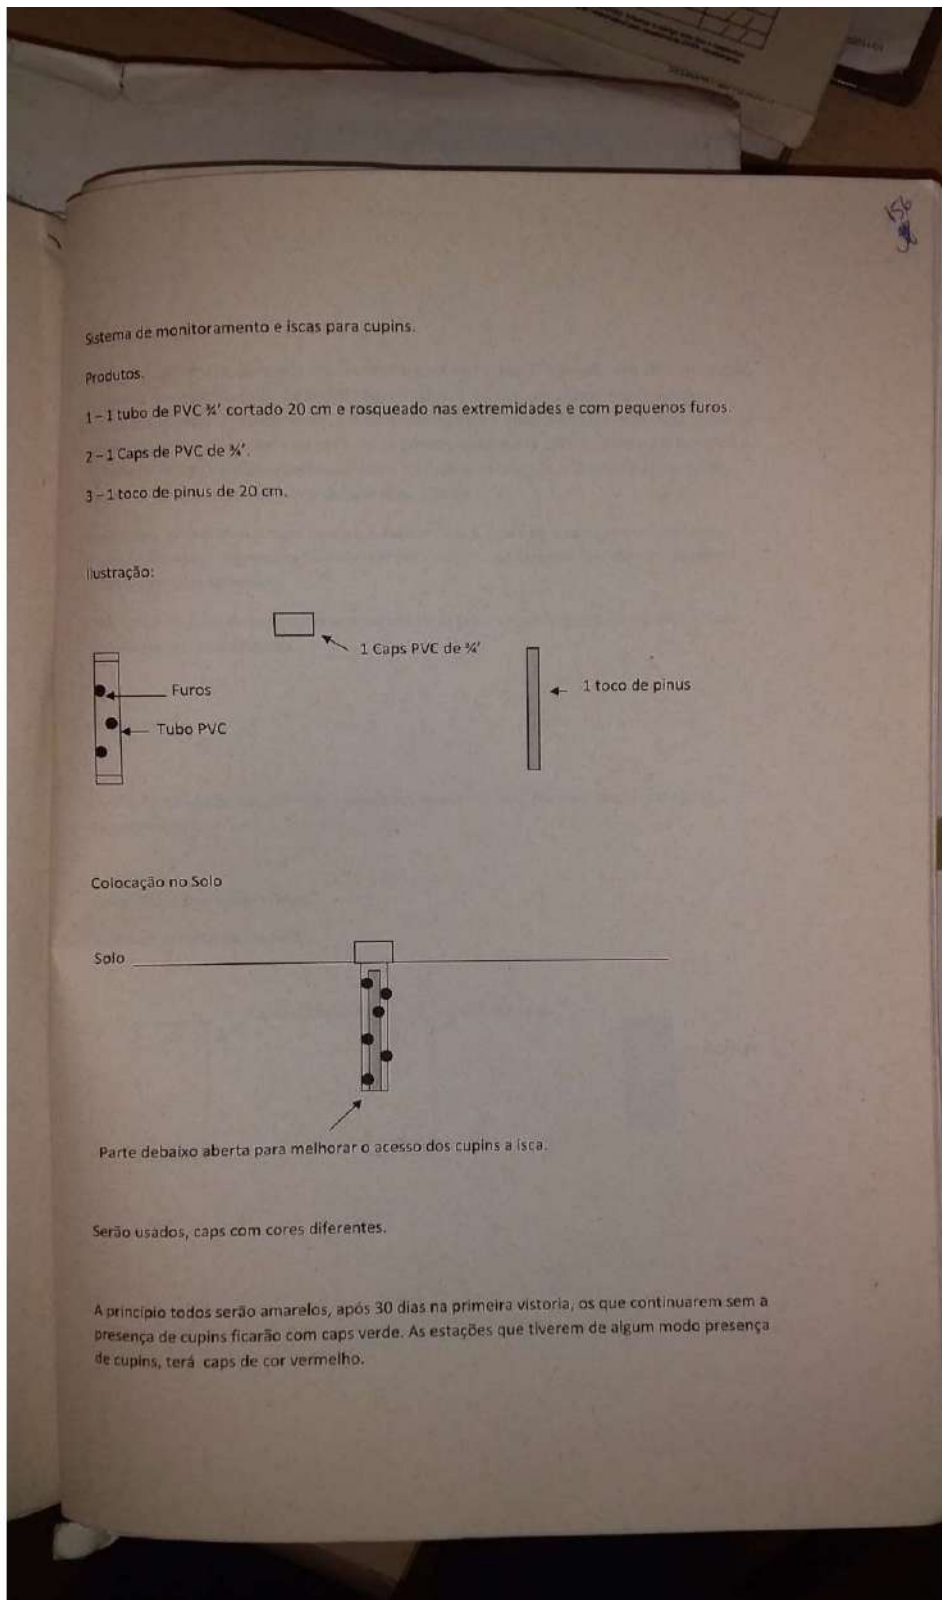 156
Sistema de monitoramento e iscas para cupins.
Produtos.
1 – 1 tubo de PVC ¾’ cortado 20 cm e rosqueado nas extremidades e com pequenos furos.
2 – 1 Caps de PVC de ¾’.
3 – 1 toco de pinus de 20 cm.
Ilustração:
1 Caps PVC de ¾’
Furos
1 toco de pinus
Tubo PVC
Colocação no Solo
Solo
Parte debaixo aberta para melhorar o acesso dos cupins a isca.
Serão usados, caps com cores diferentes.
A principio todos serão amarelos, após 30 dias na primeira vistoria, os que continuarem sem a
presença de cupins ficarão com caps verde. As estações que tiverem de algum modo presença
de cupins, terá caps de cor vermelho.